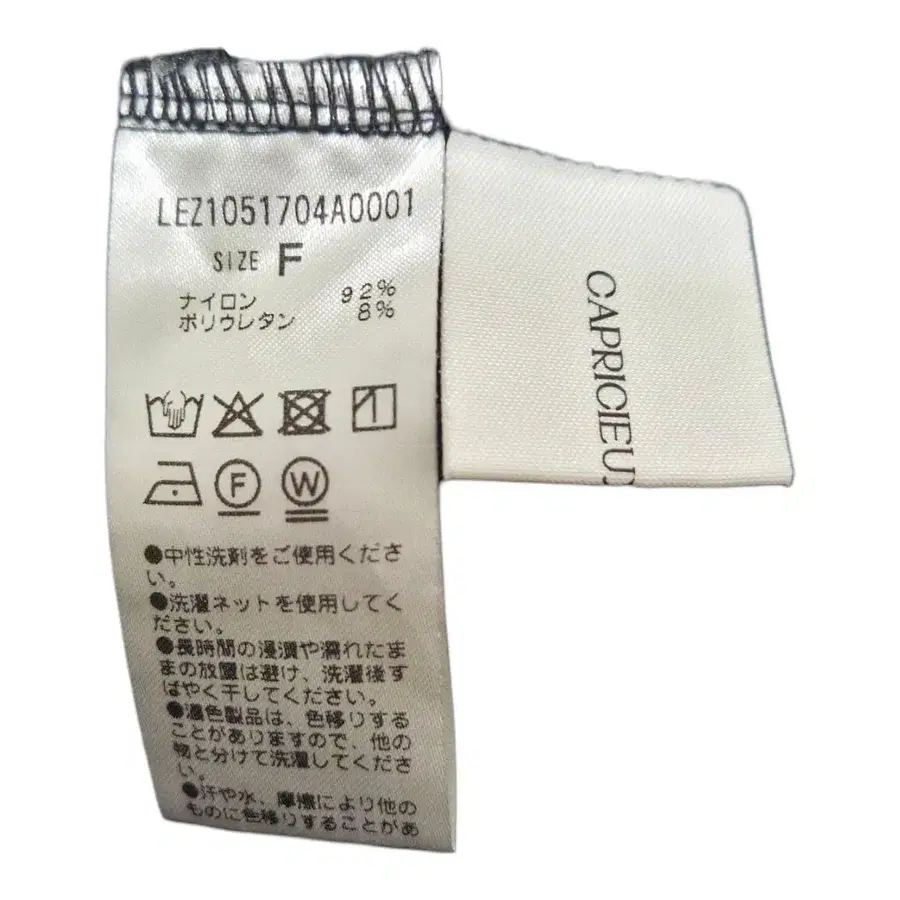 LEZ1051704A0001
SIZE F
ナイロン 92%
ポリウレタン 8%
F W
●中性洗剤をご使用くださ
い。
●洗濯ネットを使用してく
ださい。
●長時間の浸漬や濡れたま
まの放置は避け、洗濯後す
ばやく干してください。
●濃色製品は、色移りする
ことがありますので、他の
物と分けて洗濯してくださ
い。
●汗や水、摩擦により他の
ものに色移りすることがあ
CAPRICIEU